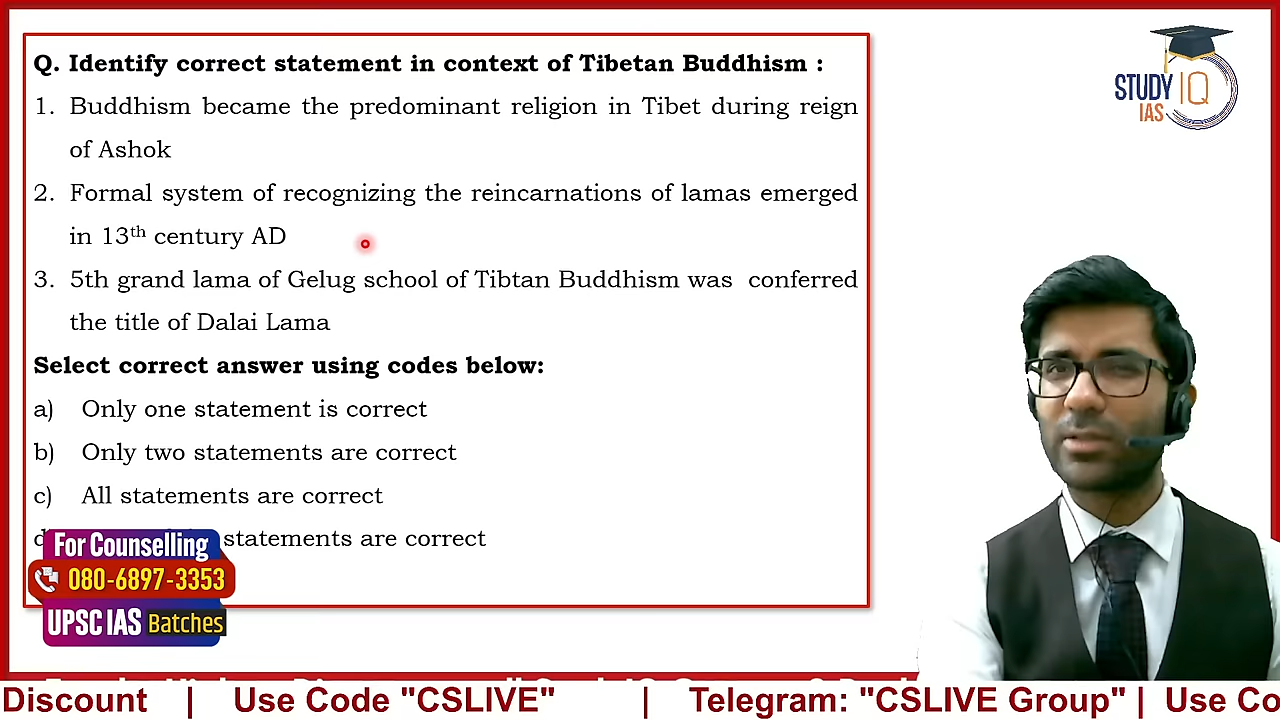 Q. Identify correct statement in context of Tibetan Buddhism :
1. Buddhism became the predominant religion in Tibet during reign
of Ashok
2. Formal system of recognizing the reincarnations of lamas emerged
in 13th century AD
3. 5th grand lama of Gelug school of Tibtan Buddhism was conferred
the title of Dalai Lama
Select correct answer using codes below:
a) Only one statement is correct
b) Only two statements are correct
c) All statements are correct
statements are correct
For Counselling
080-6897-3353
UPSC IAS Batches
STUDY IQ
IAS
Discount | Use Code "CSLIVE" | Telegram: "CSLIVE Group" | Use Co